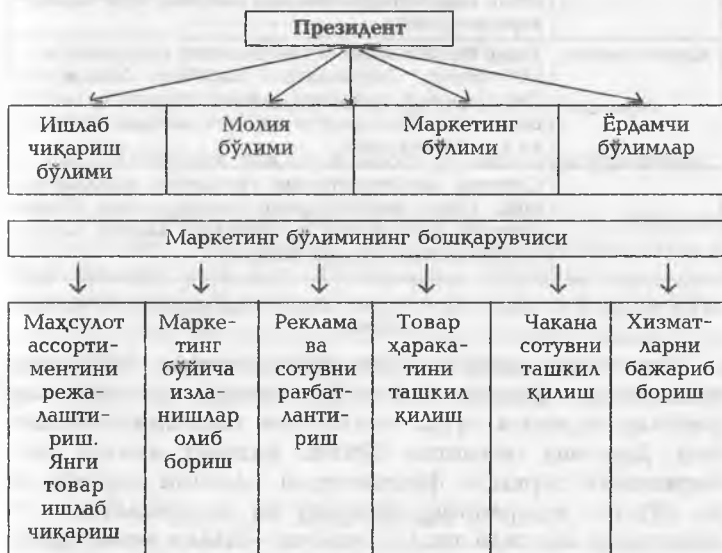 Президент
Ишлаб
чиқариш
бўлими
Молия
бўлими
Маркетинг
бўлими
Ёрдамчи
бўлимлар
Маркетинг бўлимининг бошқарувчиси
Маҳсулот
ассорти-
ментини
режа-
лашти-
риш.
Янги
товар
ишлаб
чиқариш
Марке-
тинг
бўйича
изла-
нишлар
олиб
бориш
Реклама
ва
сотувни
рағбат-
ланти-
риш
Товар
ҳарака-
тини
ташкил
қилиш
Чакана
сотувни
ташкил
қилиш
Хизмат-
ларни
бажариб
бориш